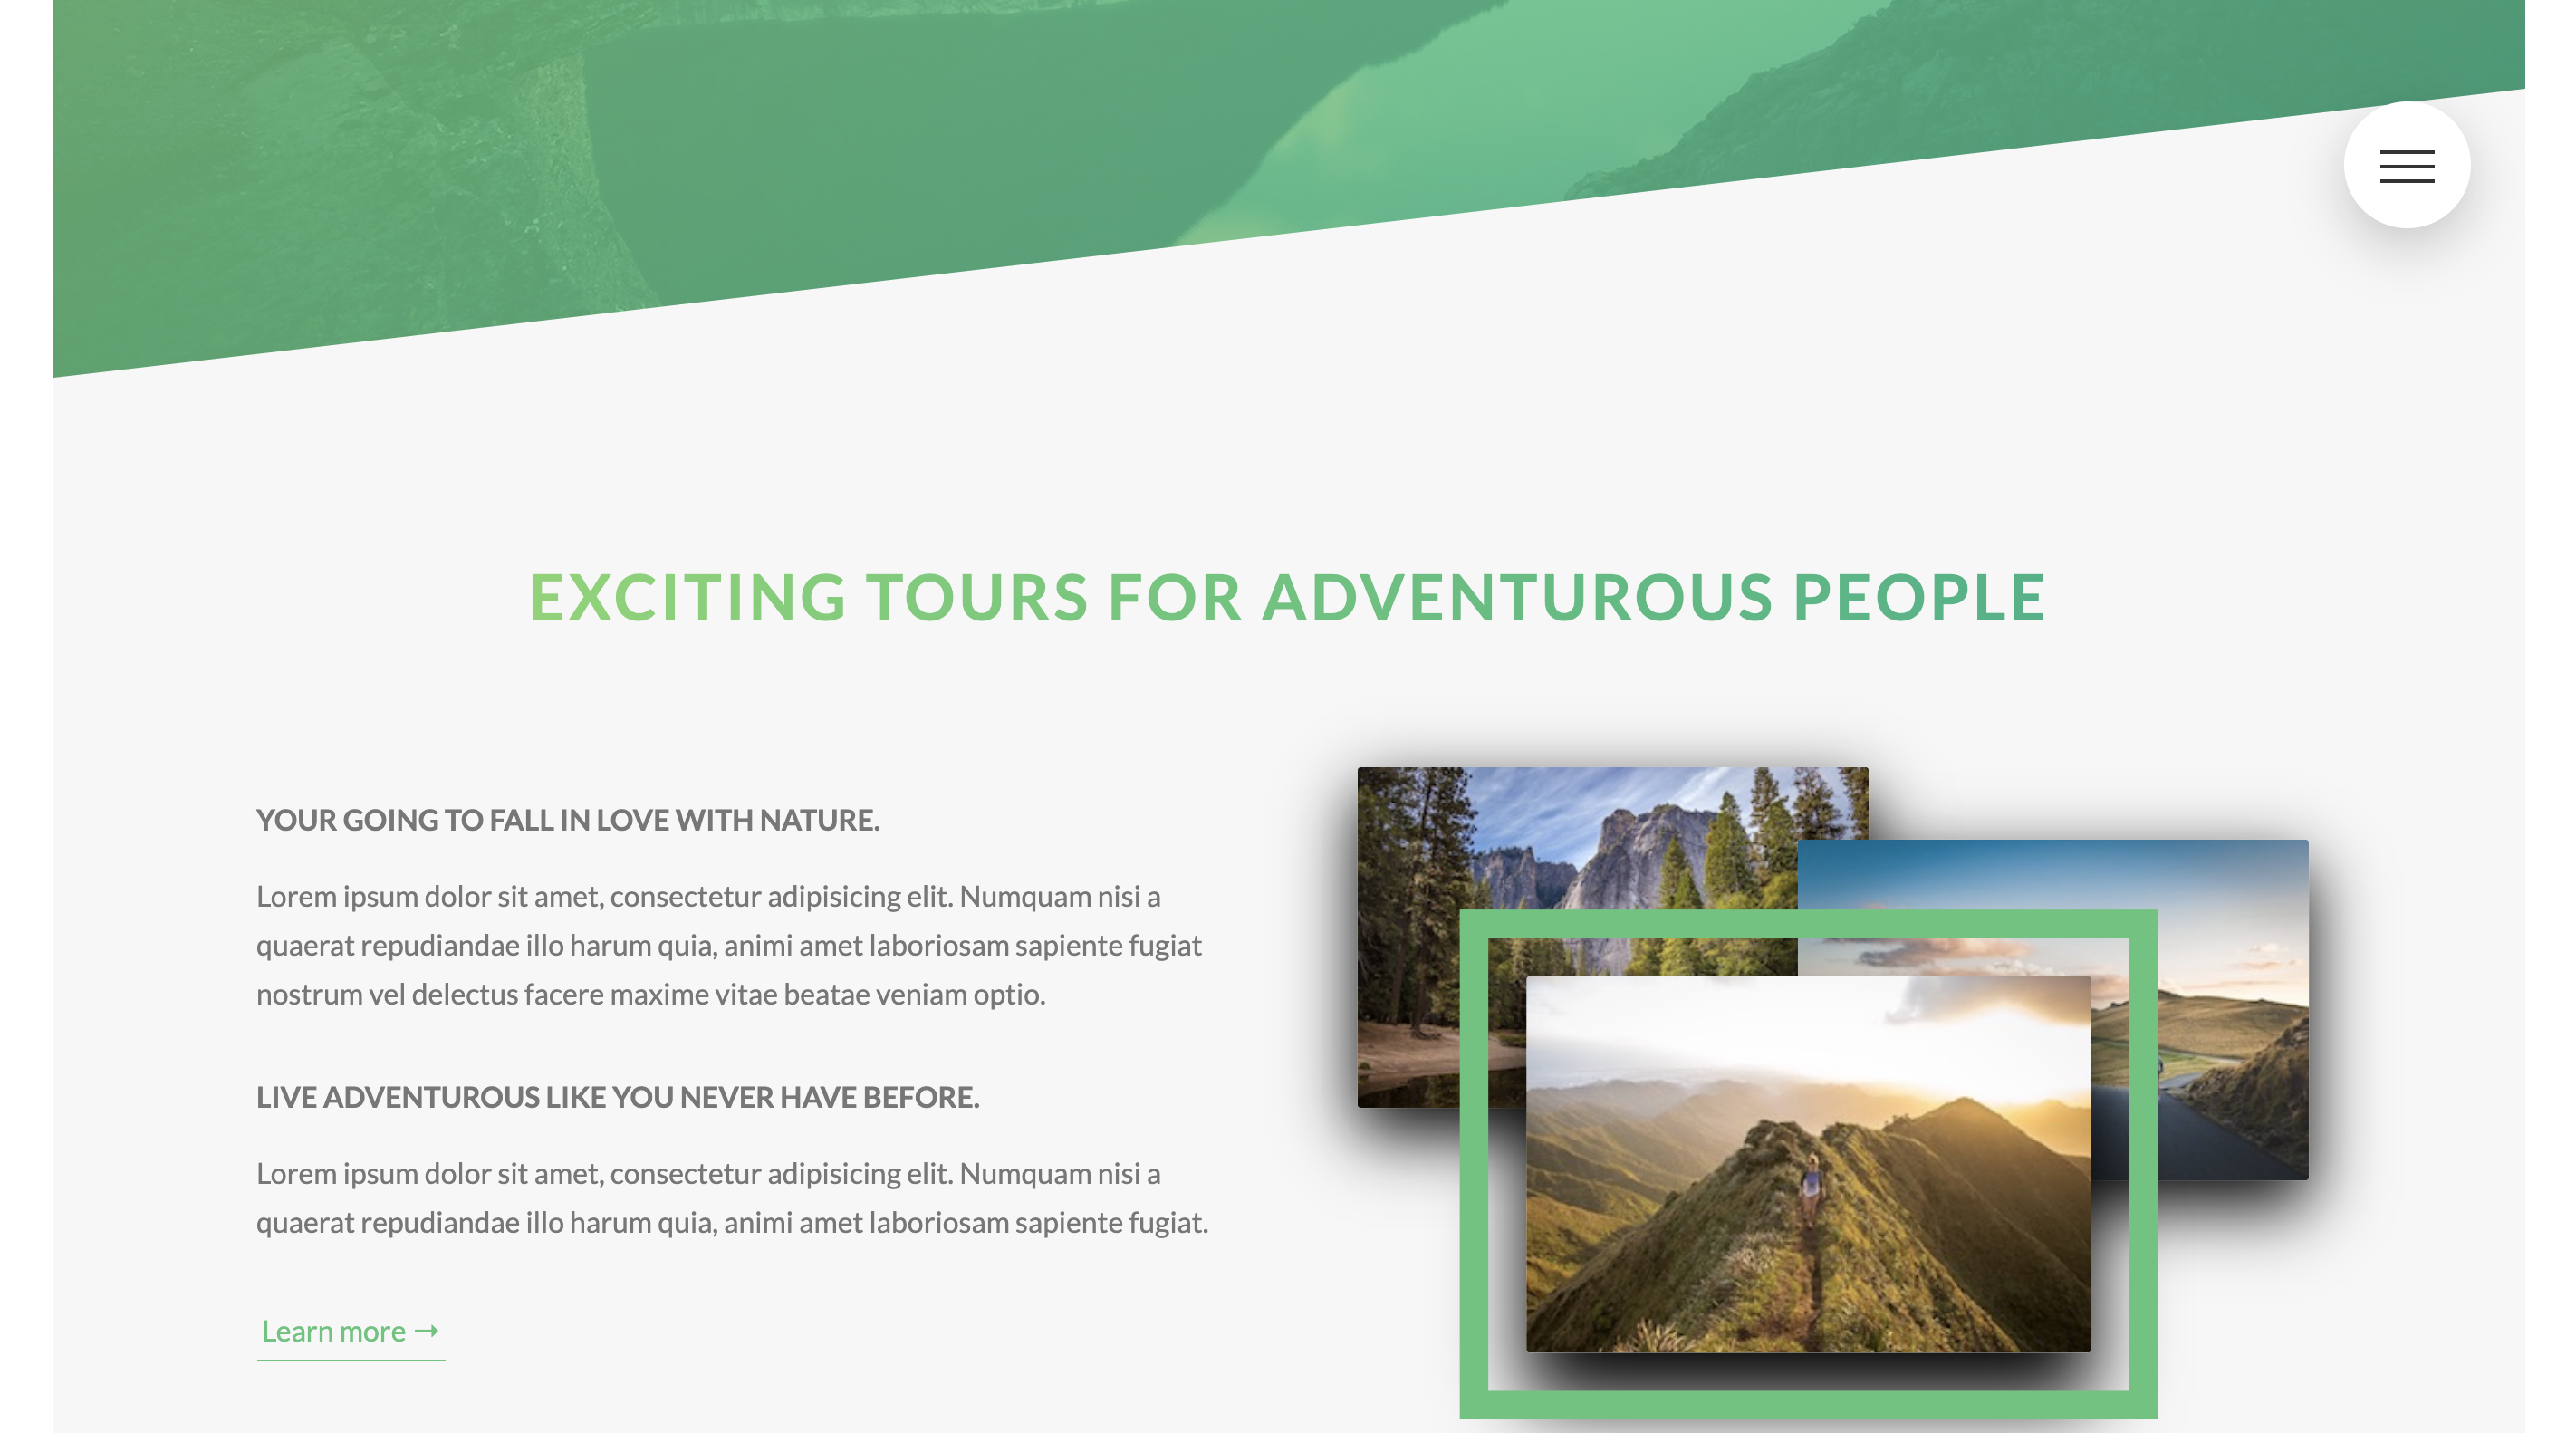 EXCITING TOURS FOR ADVENTUROUS PEOPLE
YOUR GOING TO FALL IN LOVE WITH NATURE.
Lorem ipsum dolor sit amet, consectetur adipisicing elit. Numquam nisi a
quaerat repudiandae illo harum quia, animi amet laboriosam sapiente fugiat
nostrum vel delectus facere maxime vitae beatae veniam optio.
LIVE ADVENTUROUS LIKE YOU NEVER HAVE BEFORE.
Lorem ipsum dolor sit amet, consectetur adipisicing elit. Numquam nisi a
quaerat repudiandae illo harum quia, animi amet laboriosam sapiente fugiat.
Learn more →